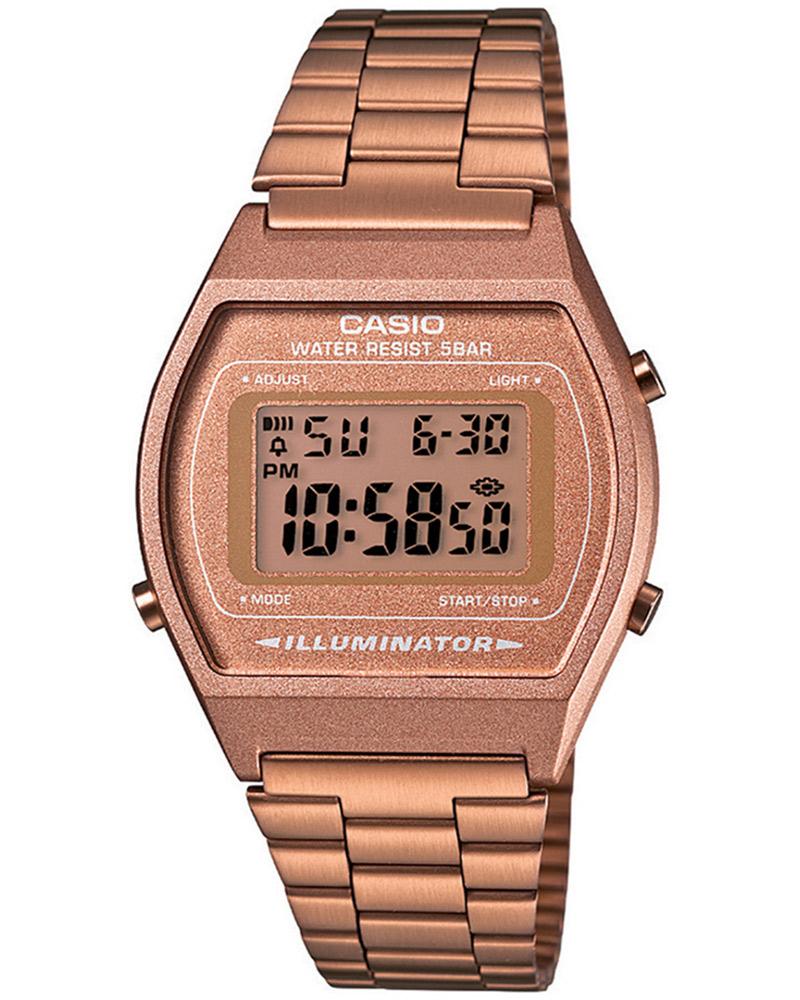 CASIO
WATER RESIST 5BAR
ADJUST LIGHT
SU 6-30
PM
10:58 50
MODE START/STOP
ILLUMINATOR